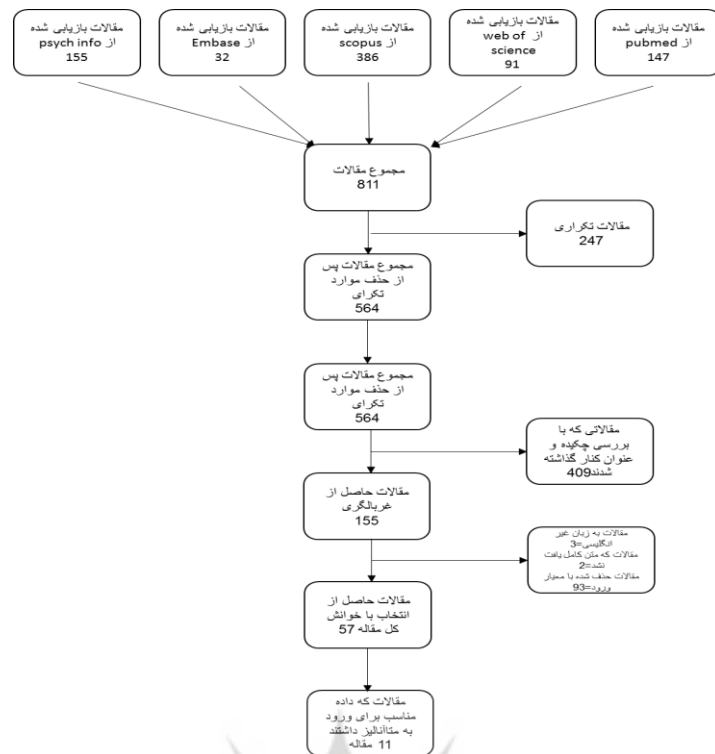 مقالات بازیابی شده
از psych info
155
مقالات بازیابی شده
از Embase
32
مقالات بازیابی شده
از scopus
386
مقالات بازیابی شده
از web of
science
91
مقالات بازیابی شده
از pubmed
147
مجموع مقالات
811
مقالات تکراری
247
مجموع مقالات پس
از حذف موارد
تکرای
564
مجموع مقالات پس
از حذف موارد
تکرای
564
مقالاتی که با
بررسی چکیده و
عنوان کنار گذاشته
شدند409
مقالات حاصل از
غربالگری
155
مقالات به زبان غیر
انگلیسی=3
مقالات که متن کامل یافت
نشد=2
مقالات حذف شده با معیار
ورود=93
مقالات حاصل از
انتخاب با خوانش
کل مقاله 57
مقالات که داده
مناسب برای ورود
به متاآنالیز داشتند
11 مقاله